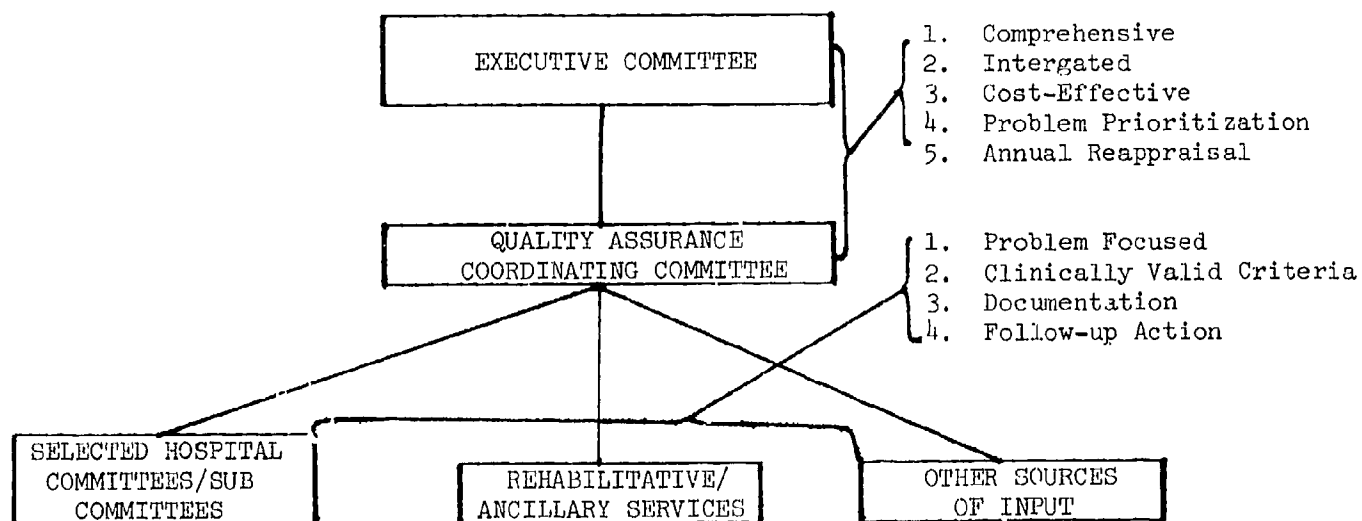 EXECUTIVE COMMITTEE
1. Comprehensive
2. Intergated
3. Cost-Effective
4. Problem Prioritization
5. Annual Reappraisal
QUALITY ASSURANCE
COORDINATING COMMITTEE
1. Problem Focused
2. Clinically Valid Criteria
3. Documentation
4. Follow-up Action
SELECTED HOSPITAL
COMMITTEES/SUB
COMMITTEES
REHABILITATIVE/
ANCILLARY SERVICES
OTHER SOURCES
OF INPUT